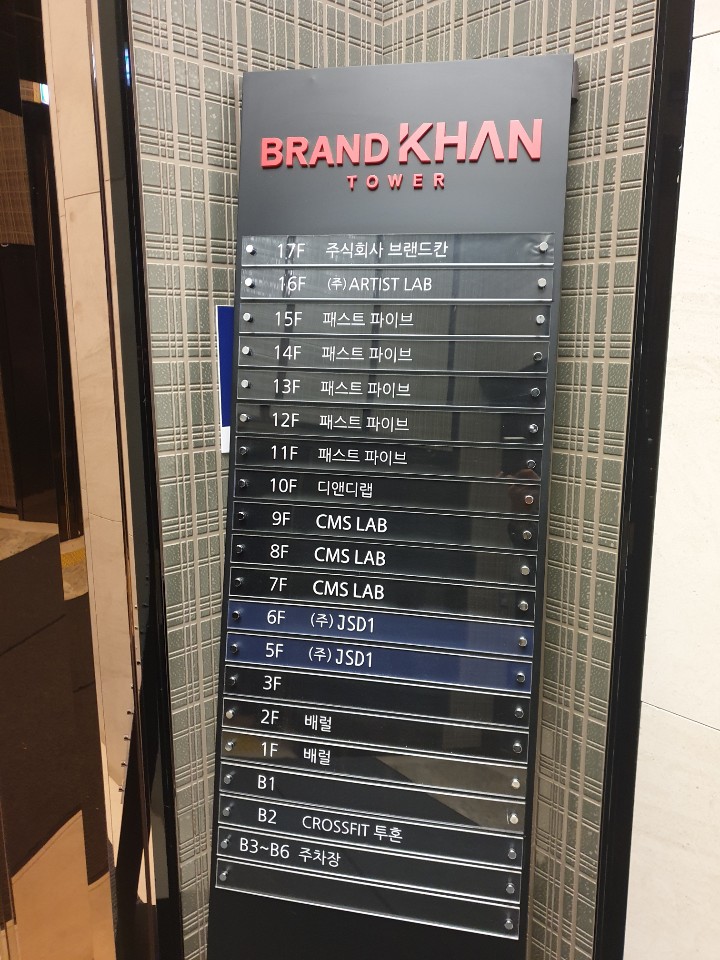 BRAND KHAN
TOWER
17F 주식회사 브랜드칸
16F (주) ARTIST LAB
15F 패스트 파이브
14F 패스트 파이브
13F 패스트 파이브
12F 패스트 파이브
11F 패스트 파이브
10F 디앤디랩
9F CMS LAB
8F CMS LAB
7F CMS LAB
6F (주) JSD1
5F (주) JSD1
3F
2F 배럴
1F 배럴
B1
B2 CROSSFIT 투혼
B3~B6 주차장